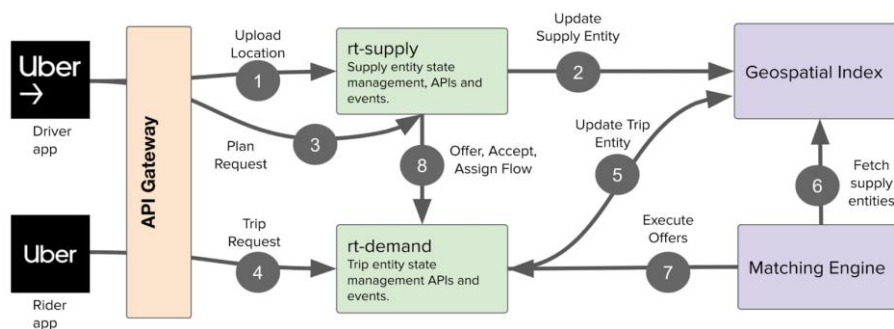 Uber
Driver
app
Uber
Rider
app
API Gateway
Upload
Location
1
Plan
Request
3
Trip
Request
4
rt-supply
Supply entity state
management, APIs and
events.
8
Offer, Accept,
Assign Flow
rt-demand
Trip entity state
management APIs and
events.
Update
Supply Entity
2
Update Trip
Entity
5
Execute
Offers
7
Geospatial Index
6
Fetch
supply
entities
Matching Engine